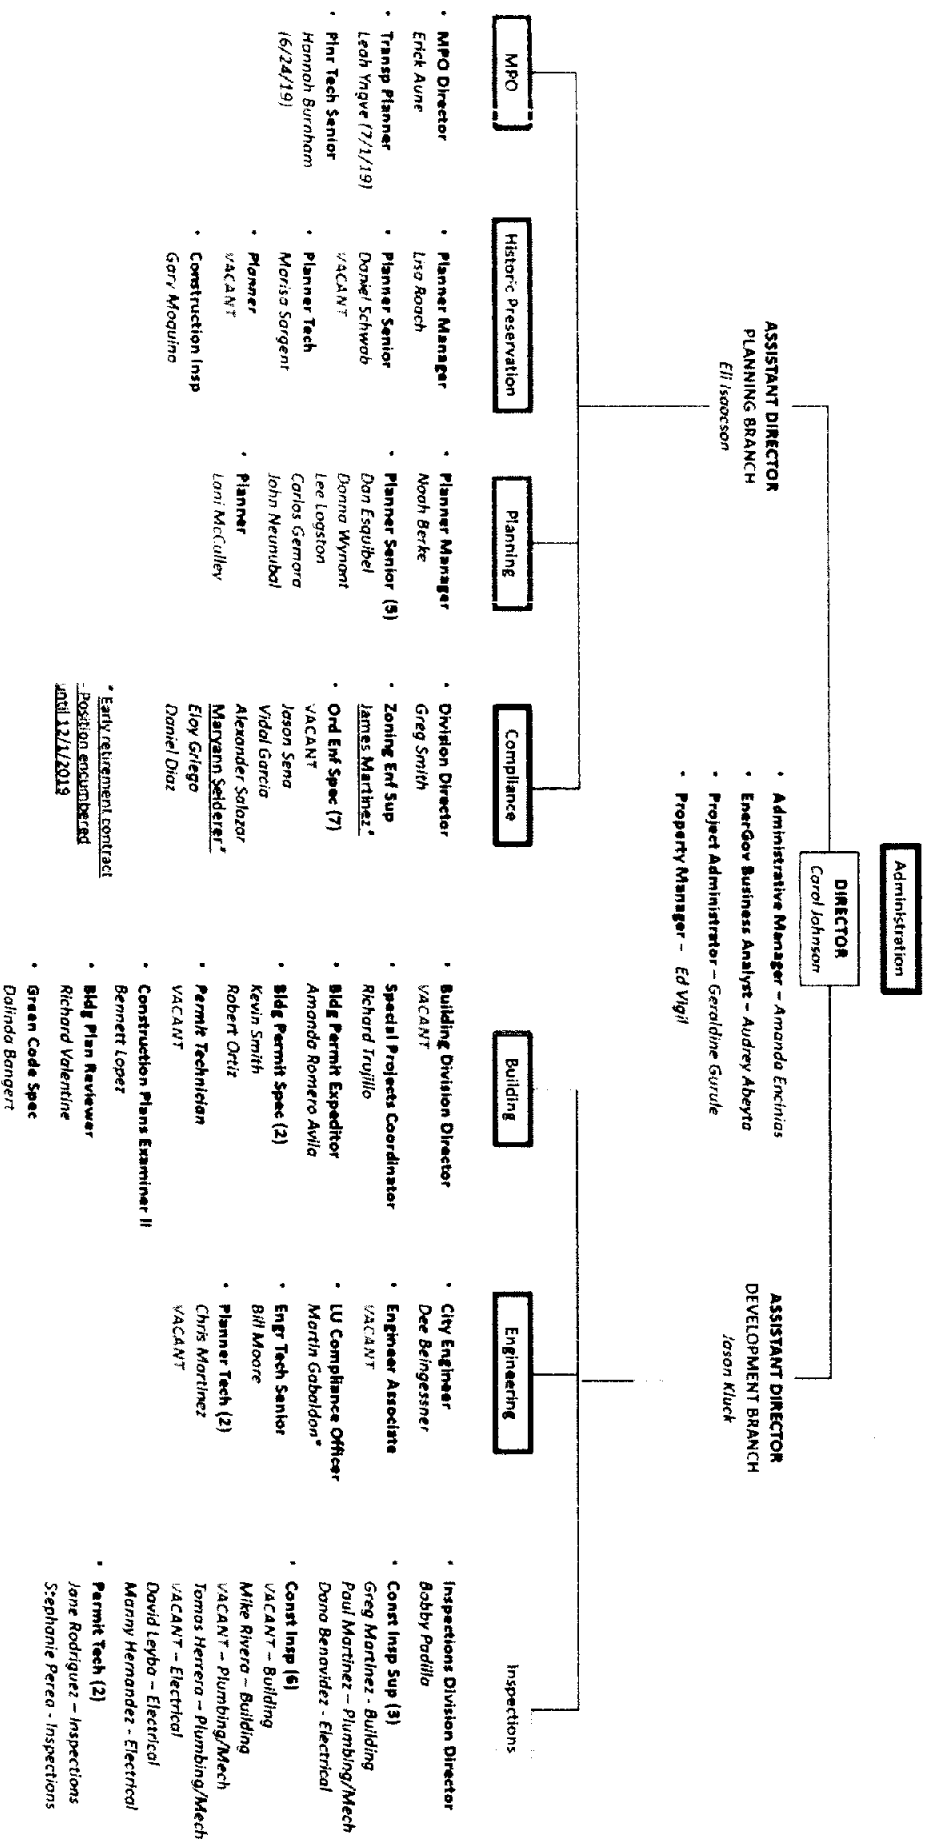 Administration
DIRECTOR
Carol Johnson
• Administrative Manager – Amanda Encinias
• EnerGov Business Analyst – Audrey Abeyta
• Project Administrator – Geraldine Gurule
• Property Manager – Ed Vigil
ASSISTANT DIRECTOR
PLANNING BRANCH
Eli Isaacson
ASSISTANT DIRECTOR
DEVELOPMENT BRANCH
Jason Kluck
MPO
• MPO Director
Erick Aune
• Transp Planner
Leah Yngve (7/1/19)
• Plnr Tech Senior
Hannah Burnham
(6/24/19)
Historic Preservation
• Planner Manager
Lisa Roach
• Planner Senior
Daniel Schwab
VACANT
• Planner Tech
Marisa Sargent
• Planner
VACANT
• Construction Insp
Gary Moquino
Planning
• Planner Manager
Noah Berke
• Planner Senior (5)
Dan Esquibel
Donna Wynant
Lee Logston
Carlos Gemora
John Neunubal
• Planner
Lani McCulley
Compliance
• Division Director
Greg Smith
• Zoning Enf Sup
James Martinez*
• Ord Enf Spec (7)
VACANT
Jason Sena
Vidal Garcia
Alexander Salazar
Maryann Seiderer*
Eloy Griego
Daniel Diaz
* Early retirement contract
- Position encumbered
until 12/1/2019
Building
• Building Division Director
VACANT
• Special Projects Coordinator
Richard Trujillo
• Bldg Permit Expeditor
Amanda Romero Avila
• Bldg Permit Spec (2)
Kevin Smith
Robert Ortiz
• Permit Technician
VACANT
• Construction Plans Examiner II
Bennett Lopez
• Bldg Plan Reviewer
Richard Valentine
• Green Code Spec
Dalinda Bangert
Engineering
• City Engineer
Dee Beingessner
• Engineer Associate
VACANT
• LU Compliance Officer
Martin Gabaldon*
• Engr Tech Senior
Bill Moore
• Planner Tech (2)
Chris Martinez
VACANT
Inspections
• Inspections Division Director
Bobby Padilla
• Const Insp Sup (3)
Greg Martinez - Building
Paul Martinez – Plumbing/Mech
Dana Benavidez - Electrical
• Const Insp (6)
VACANT – Building
Mike Rivera – Building
VACANT – Plumbing/Mech
Tomas Herrera – Plumbing/Mech
VACANT – Electrical
David Leyba – Electrical
Manny Hernandez - Electrical
• Permit Tech (2)
Jane Rodriguez – Inspections
Stephanie Perea - Inspections